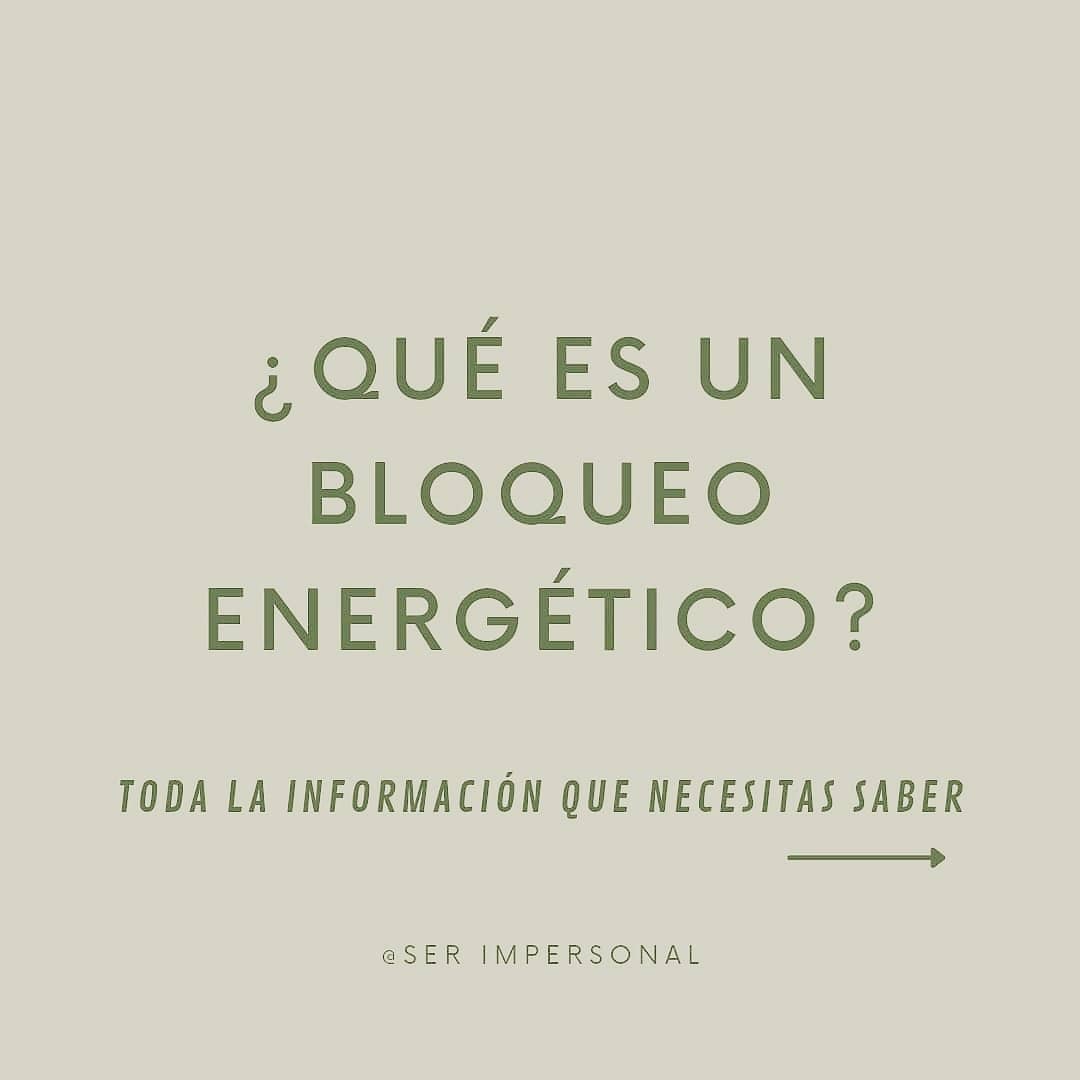 ¿QUÉ ES UN
BLOQUEO
ENERGÉTICO?
TODA LA INFORMACIÓN QUE NECESITAS SABER
@SER IMPERSONAL